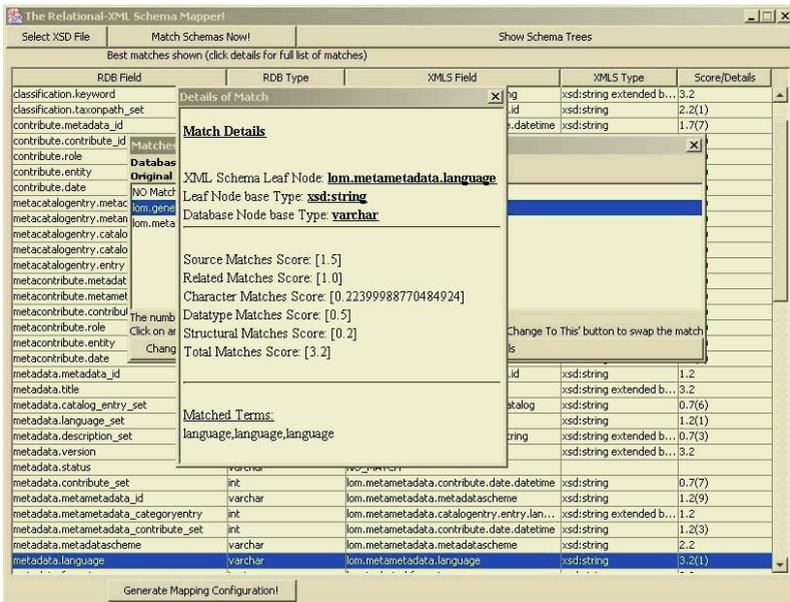 The Relational-XML Schema Mapper!
Select XSD File Match Schemas Now! Show Schema Trees
Best matches shown (click details for full list of matches)
RDB Field RDB Type XMLS Field XMLS Type Score/Details
classification.keyword ng xsd:string extended b... 3.2
classification.taxonpath_set .id xsd:string 2.2(1)
contribute.metadata_id e.datetime xsd:string 1.7(7)
contribute.contribute_id
contribute.role
contribute.entity
contribute.date
metacatalogentry.metac
metacatalogentry.metan
metacatalogentry.catalo
metacatalogentry.catalo
metacatalogentry.entry
metacontribute.metadat
metacontribute.metamet
metacontribute.contribut
metacontribute.role
metacontribute.entity
metacontribute.date
Matches
Databas
Original
NO Match
lom.gene
lom.meta
The numb
Click on ar Change To This' button to swap the match
Chang ls
Details of Match
Match Details
XML Schema Leaf Node: lom.metametadata.language
Leaf Node base Type: xsd:string
Database Node base Type: varchar
Source Matches Score: [1.5]
Related Matches Score: [1.0]
Character Matches Score: [0.22399988770484924]
Datatype Matches Score: [0.5]
Structural Matches Score: [0.2]
Total Matches Score: [3.2]
Matched Terms:
language,language,language
metadata.metadata_id .id xsd:string 1.2
metadata.title xsd:string extended b... 3.2
metadata.catalog_entry_set atalog xsd:string 0.7(6)
metadata.language_set xsd:string 1.2(1)
metadata.description_set tring xsd:string extended b... 0.7(3)
metadata.version xsd:string extended b... 3.2
metadata.status varchar NO_MATCH
metadata.contribute_set int lom.metametadata.contribute.date.datetime xsd:string 0.7(7)
metadata.metametadata_id varchar lom.metametadata.metadatascheme xsd:string 1.2(9)
metadata.metametadata_categoryentry int lom.metametadata.catalogentry.entry.lan... xsd:string extended b... 1.2
metadata.metametadata_contribute_set int lom.metametadata.contribute.date.datetime xsd:string 1.2(3)
metadata.metadatascheme varchar lom.metametadata.metadatascheme xsd:string 2.2
metadata.language varchar lom.metametadata.language xsd:string 3.2(1)
Generate Mapping Configuration!